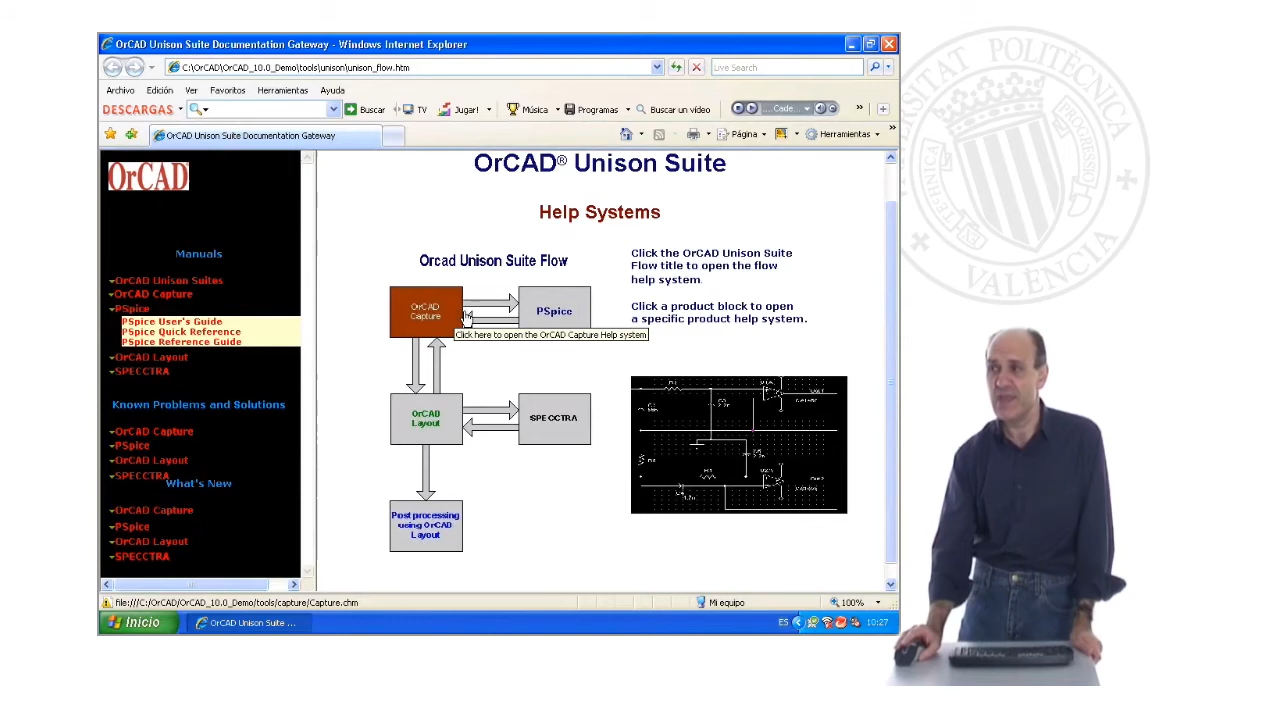 OrCAD Unison Suite Documentation Gateway - Windows Internet Explorer
C:\OrCAD\OrCAD_10.0_Demo\tools\unison\unison_flow.htm
Live Search
Archivo Edición Ver Favoritos Herramientas Ayuda
DESCARGAS Buscar TV Jugar! Música Programas Buscar un vídeo .... Cade...
OrCAD Unison Suite Documentation Gateway
Página Herramientas
OrCAD
Manuals
OrCAD Unison Suites
OrCAD Capture
PSpice
PSpice User's Guide
PSpice Quick Reference
PSpice Reference Guide
OrCAD Layout
SPECCTRA
Known Problems and Solutions
OrCAD Capture
PSpice
OrCAD Layout
SPECCTRA
What's New
OrCAD Capture
PSpice
OrCAD Layout
SPECCTRA
OrCAD® Unison Suite
Help Systems
Orcad Unison Suite Flow
OrCAD
Capture
PSpice
Click here to open the OrCAD Capture Help system
OrCAD
Layout
SPECCTRA
Post processing
using OrCAD
Layout
Click the OrCAD Unison Suite
Flow title to open the flow
help system.
Click a product block to open
a specific product help system.
file:///C:/OrCAD/OrCAD_10.0_Demo/tools/capture/Capture.chm
Mi equipo
100%
Inicio
OrCAD Unison Suite ...
ES
10:27
UNIVERSITAT POLITÈCNICA
VALÈNCIA